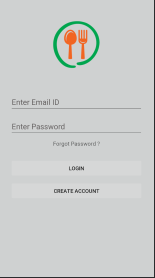 Enter Email ID
Enter Password
Forgot Password ?
LOGIN
CREATE ACCOUNT